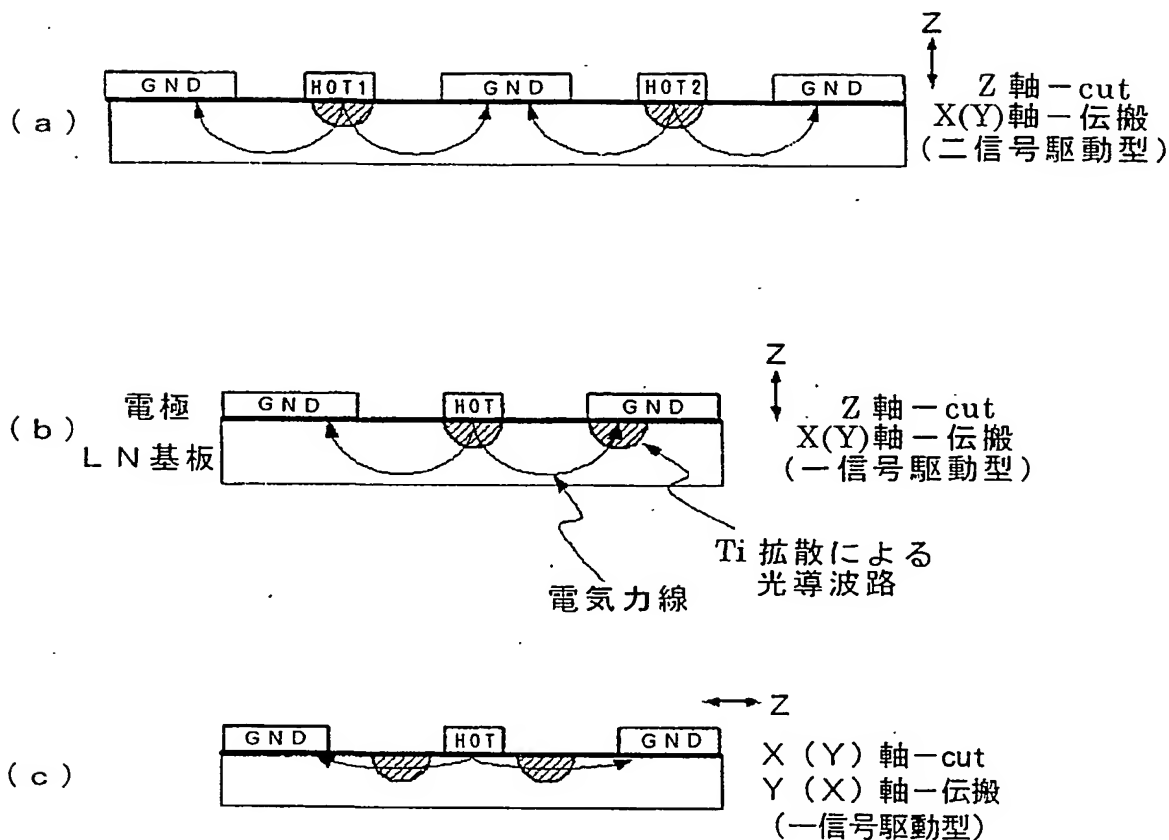 Z
GND HOT1 GND HOT2 GND
(a)
Z軸-cut
X(Y)軸-伝搬
(二信号駆動型)
Z
電極
GND HOT GND
(b)
LN基板
Z軸-cut
X(Y)軸-伝搬
(一信号駆動型)
Ti拡散による
光導波路
電気力線
Z
GND HOT GND
(c)
X(Y)軸-cut
Y(X)軸-伝搬
(一信号駆動型)